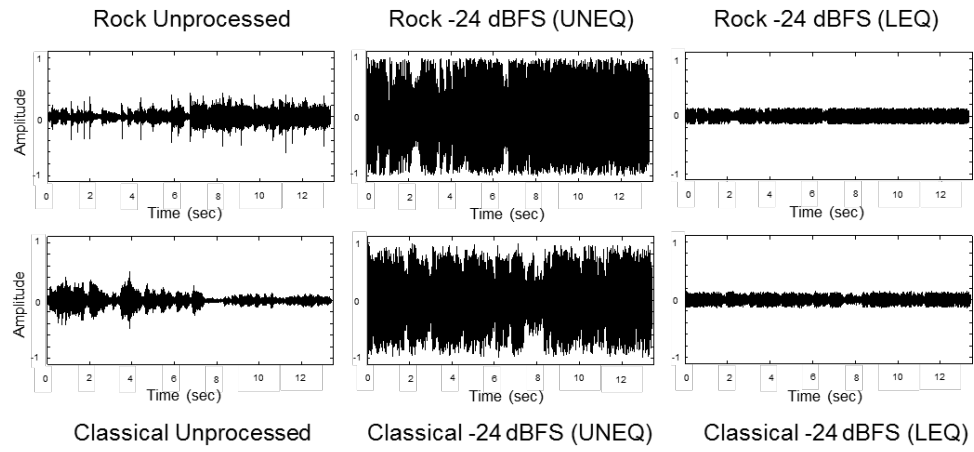 Rock Unprocessed Rock -24 dBFS (UNEQ) Rock -24 dBFS (LEQ)
1 1 1
Amplitude
0 0 0
-1 -1 -1
0 2 4 6 8 10 12 0 2 4 6 8 10 12 0 2 4 6 8 10 12
Time (sec) Time (sec) Time (sec)
1 1 1
Amplitude
0 0 0
-1 -1 -1
0 2 4 6 8 10 12 0 2 4 6 8 10 12 0 2 4 6 8 10 12
Time (sec) Time (sec) Time (sec)
Classical Unprocessed Classical -24 dBFS (UNEQ) Classical -24 dBFS (LEQ)